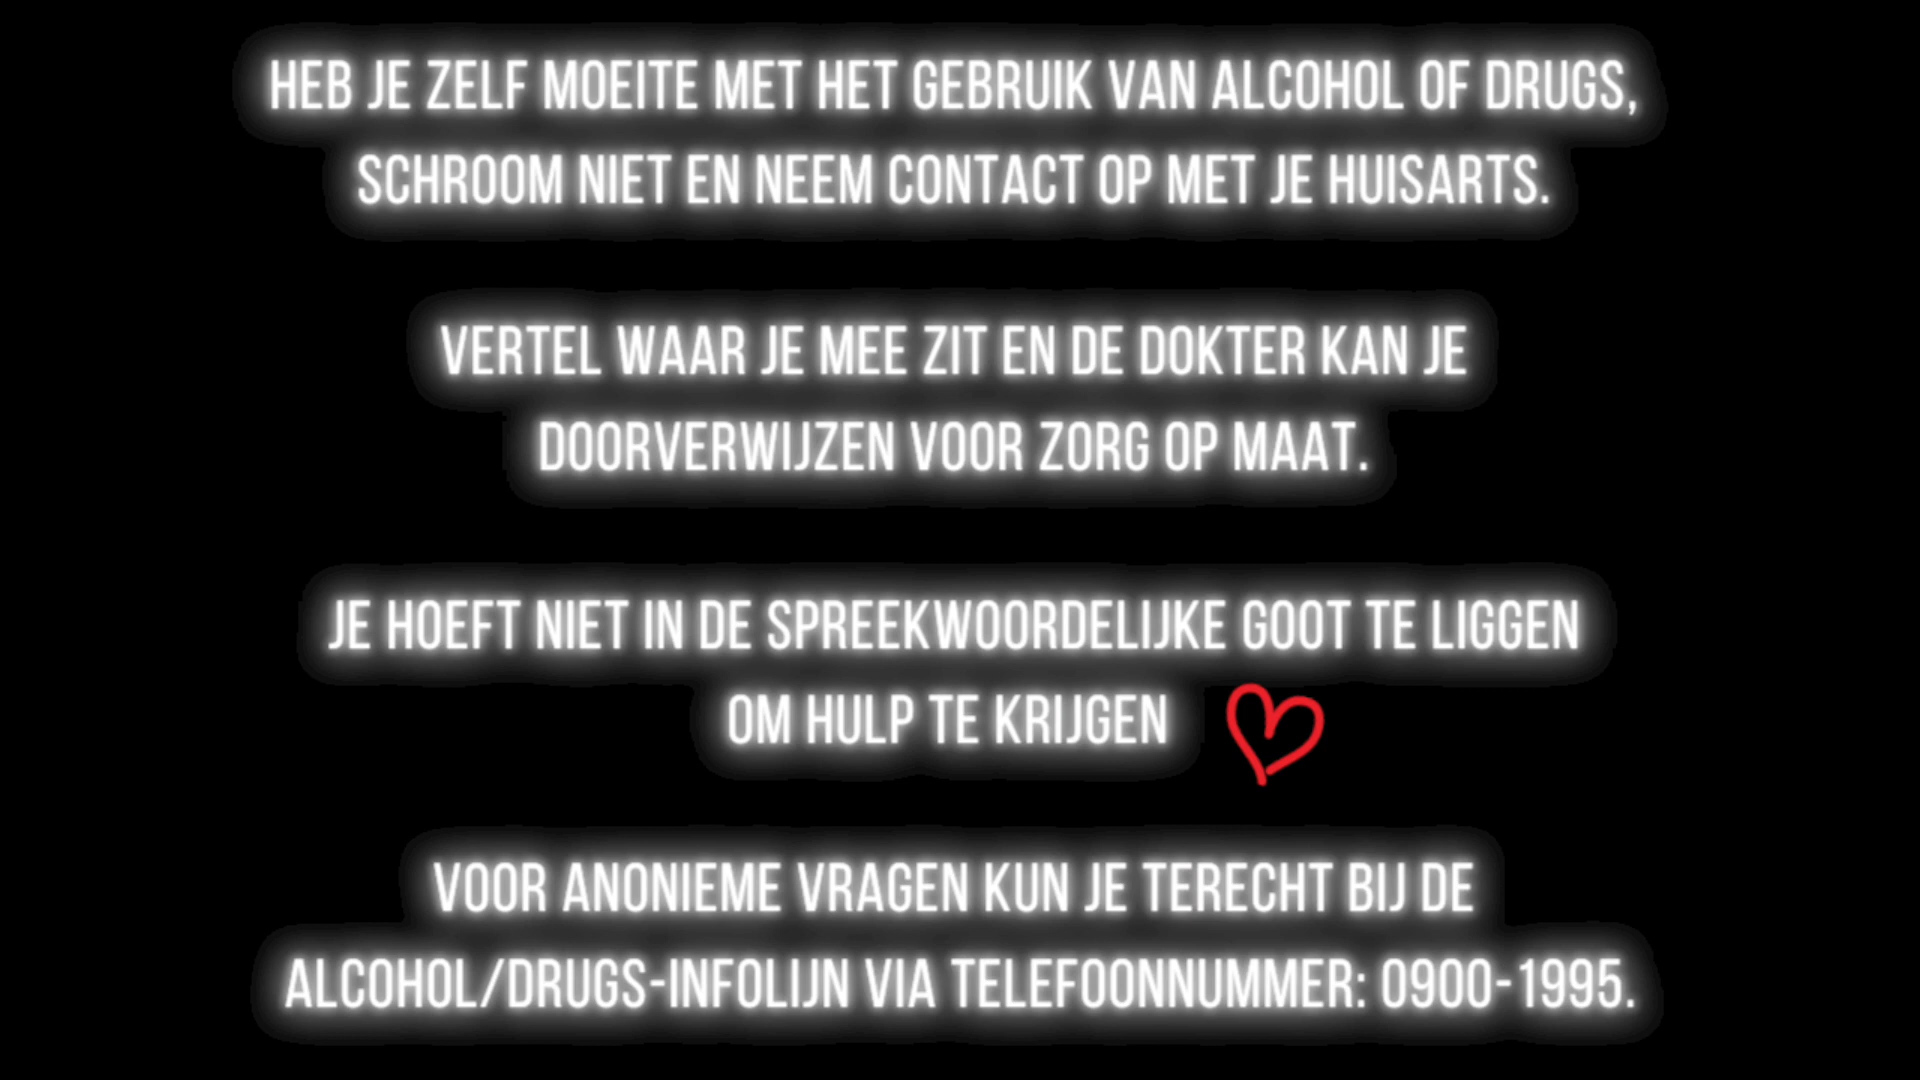 HEB JE ZELF MOEITE MET HET GEBRUIK VAN ALCOHOL OF DRUGS,
SCHROOM NIET EN NEEM CONTACT OP MET JE HUISARTS.
VERTEL WAAR JE MEE ZIT EN DE DOKTER KAN JE
DOORVERWIJZEN VOOR ZORG OP MAAT.
JE HOEFT NIET IN DE SPREEKWOORDELIJKE GOOT TE LIGGEN
OM HULP TE KRIJGEN
VOOR ANONIEME VRAGEN KUN JE TERECHT BIJ DE
ALCOHOL/DRUGS-INFOLIJN VIA TELEFOONNUMMER: 0900-1995.